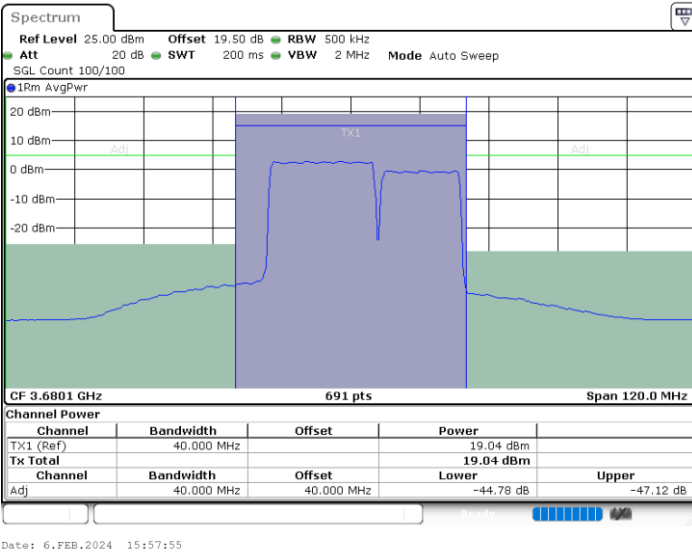 Spectrum
Ref Level 25.00 dBm Offset 19.50 dB RBW 500 kHz
Att 20 dB SWT 200 ms VBW 2 MHz Mode Auto Sweep
SGL Count 100/100
1Rm AvgPwr
20 dBm
TX1
10 dBm
Adj Adj
0 dBm
-10 dBm
-20 dBm
CF 3.6801 GHz 691 pts Span 120.0 MHz
Channel Power
Channel Bandwidth Offset Power
TX1 (Ref) 40.000 MHz 19.04 dBm
Tx Total 19.04 dBm
Channel Bandwidth Offset Lower Upper
Adj 40.000 MHz 40.000 MHz -44.78 dB -47.12 dB
Ready
Date: 6.FEB.2024 15:57:55